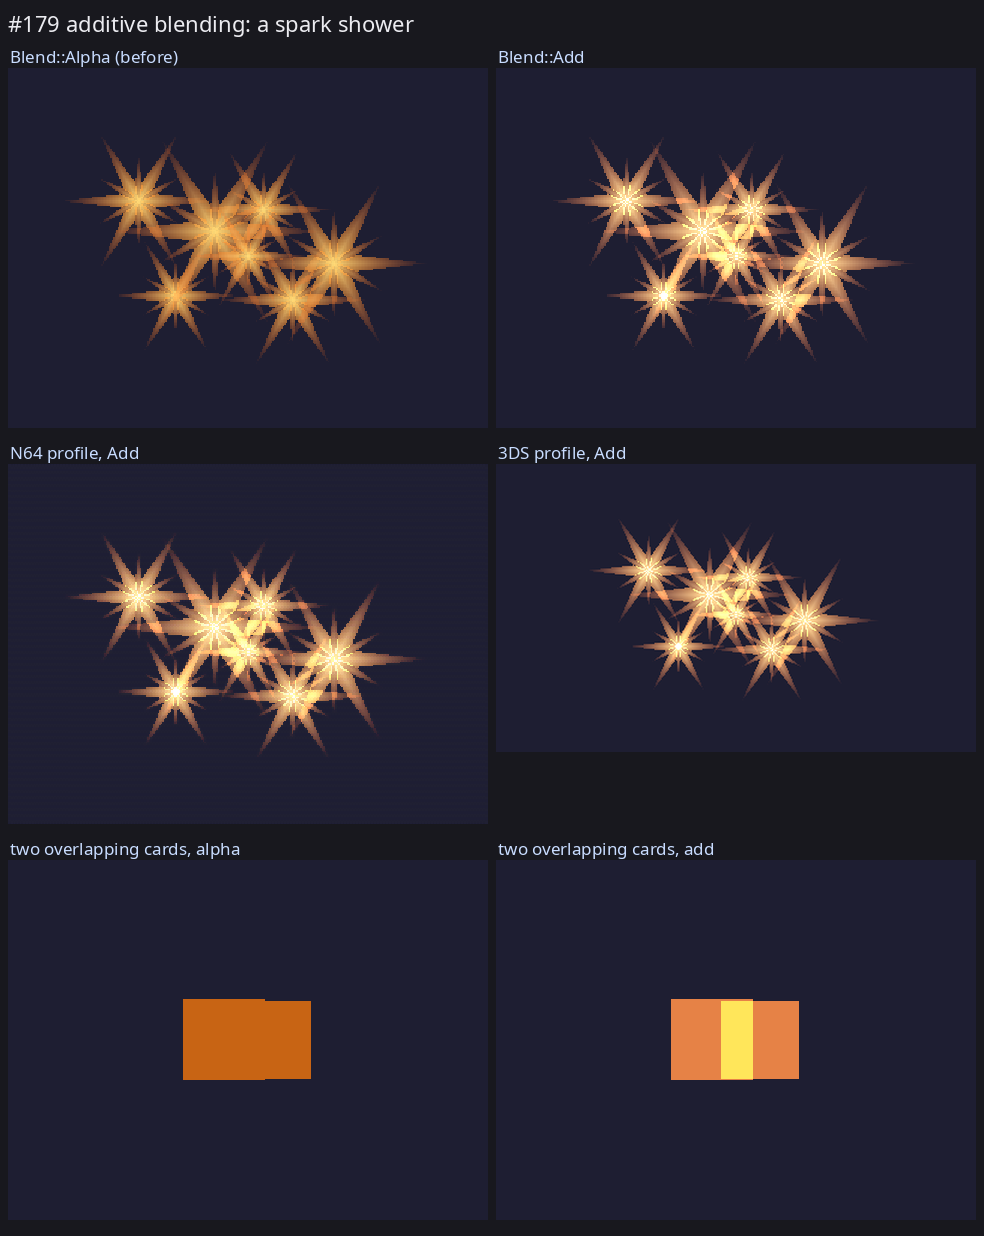 #179 additive blending: a spark shower
Blend::Alpha (before)
Blend::Add
N64 profile, Add
3DS profile, Add
two overlapping cards, alpha
two overlapping cards, add